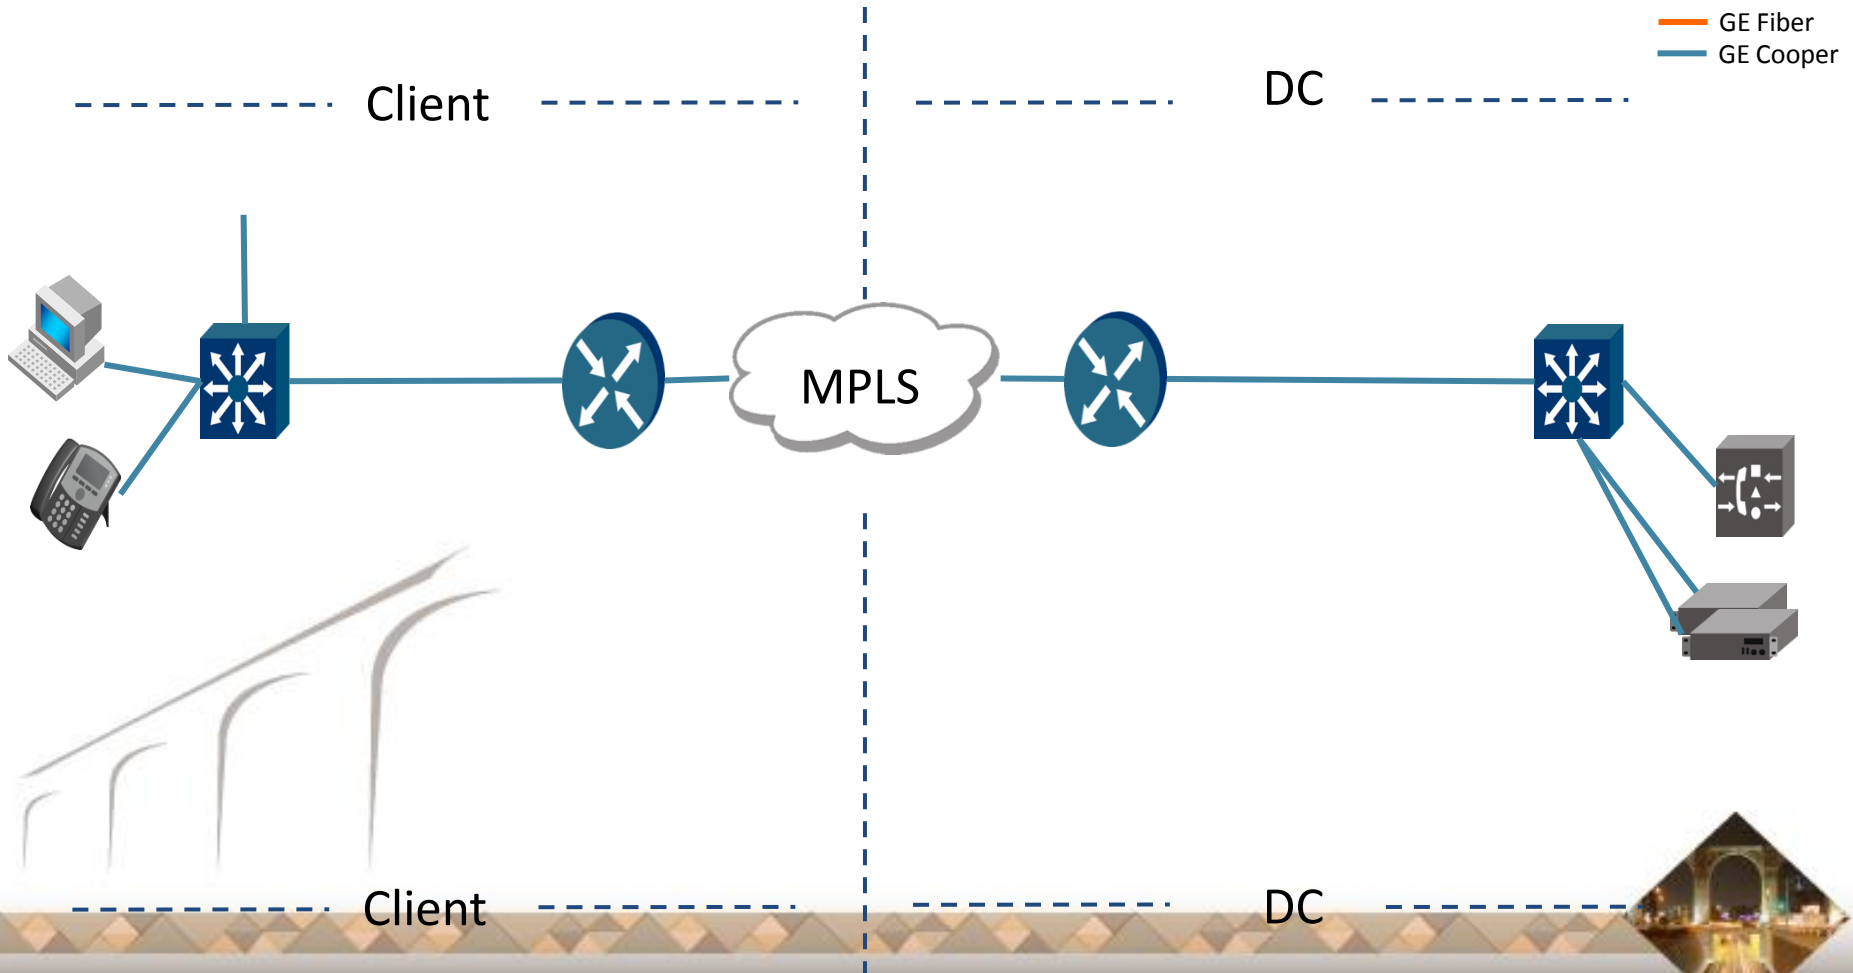 GE Fiber
GE Cooper
Client
DC
MPLS
Client
DC